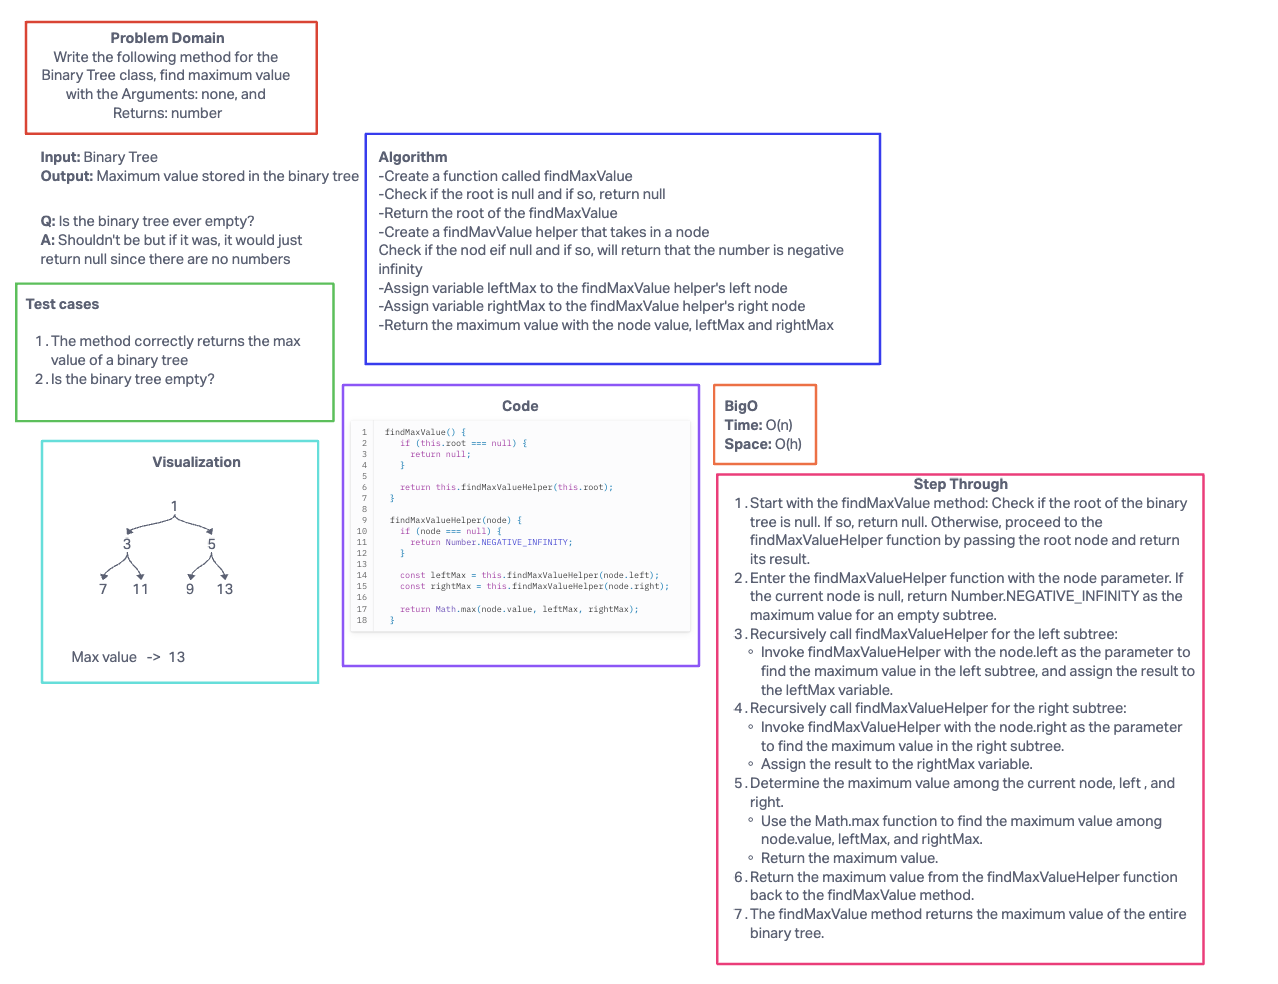 Problem Domain
Write the following method for the
Binary Tree class, find maximum value
with the Arguments: none, and
Returns: number
Input: Binary Tree
Output: Maximum value stored in the binary tree
Q: Is the binary tree ever empty?
A: Shouldn't be but if it was, it would just
return null since there are no numbers
Algorithm
-Create a function called findMaxValue
-Check if the root is null and if so, return null
-Return the root of the findMaxValue
-Create a findMavValue helper that takes in a node
Check if the nod eif null and if so, will return that the number is negative
infinity
-Assign variable leftMax to the findMaxValue helper's left node
-Assign variable rightMax to the findMaxValue helper's right node
-Return the maximum value with the node value, leftMax and rightMax
Test cases
1. The method correctly returns the max
value of a binary tree
2. Is the binary tree empty?
Visualization
1
3 5
7 11 9 13
Max value -> 13
Code
1 findMaxValue() {
2 if (this.root === null) {
3 return null;
4 }
5
6 return this.findMaxValueHelper(this.root);
7 }
8
9 findMaxValueHelper(node) {
10 if (node === null) {
11 return Number.NEGATIVE_INFINITY;
12 }
13
14 const leftMax = this.findMaxValueHelper(node.left);
15 const rightMax = this.findMaxValueHelper(node.right);
16
17 return Math.max(node.value, leftMax, rightMax);
18 }
BigO
Time: O(n)
Space: O(h)
Step Through
1. Start with the findMaxValue method: Check if the root of the binary
tree is null. If so, return null. Otherwise, proceed to the
findMaxValueHelper function by passing the root node and return
its result.
2. Enter the findMaxValueHelper function with the node parameter. If
the current node is null, return Number.NEGATIVE_INFINITY as the
maximum value for an empty subtree.
3. Recursively call findMaxValueHelper for the left subtree:
◦ Invoke findMaxValueHelper with the node.left as the parameter to
find the maximum value in the left subtree, and assign the result to
the leftMax variable.
4. Recursively call findMaxValueHelper for the right subtree:
◦ Invoke findMaxValueHelper with the node.right as the parameter
to find the maximum value in the right subtree.
◦ Assign the result to the rightMax variable.
5. Determine the maximum value among the current node, left , and
right.
◦ Use the Math.max function to find the maximum value among
node.value, leftMax, and rightMax.
◦ Return the maximum value.
6. Return the maximum value from the findMaxValueHelper function
back to the findMaxValue method.
7. The findMaxValue method returns the maximum value of the entire
binary tree.